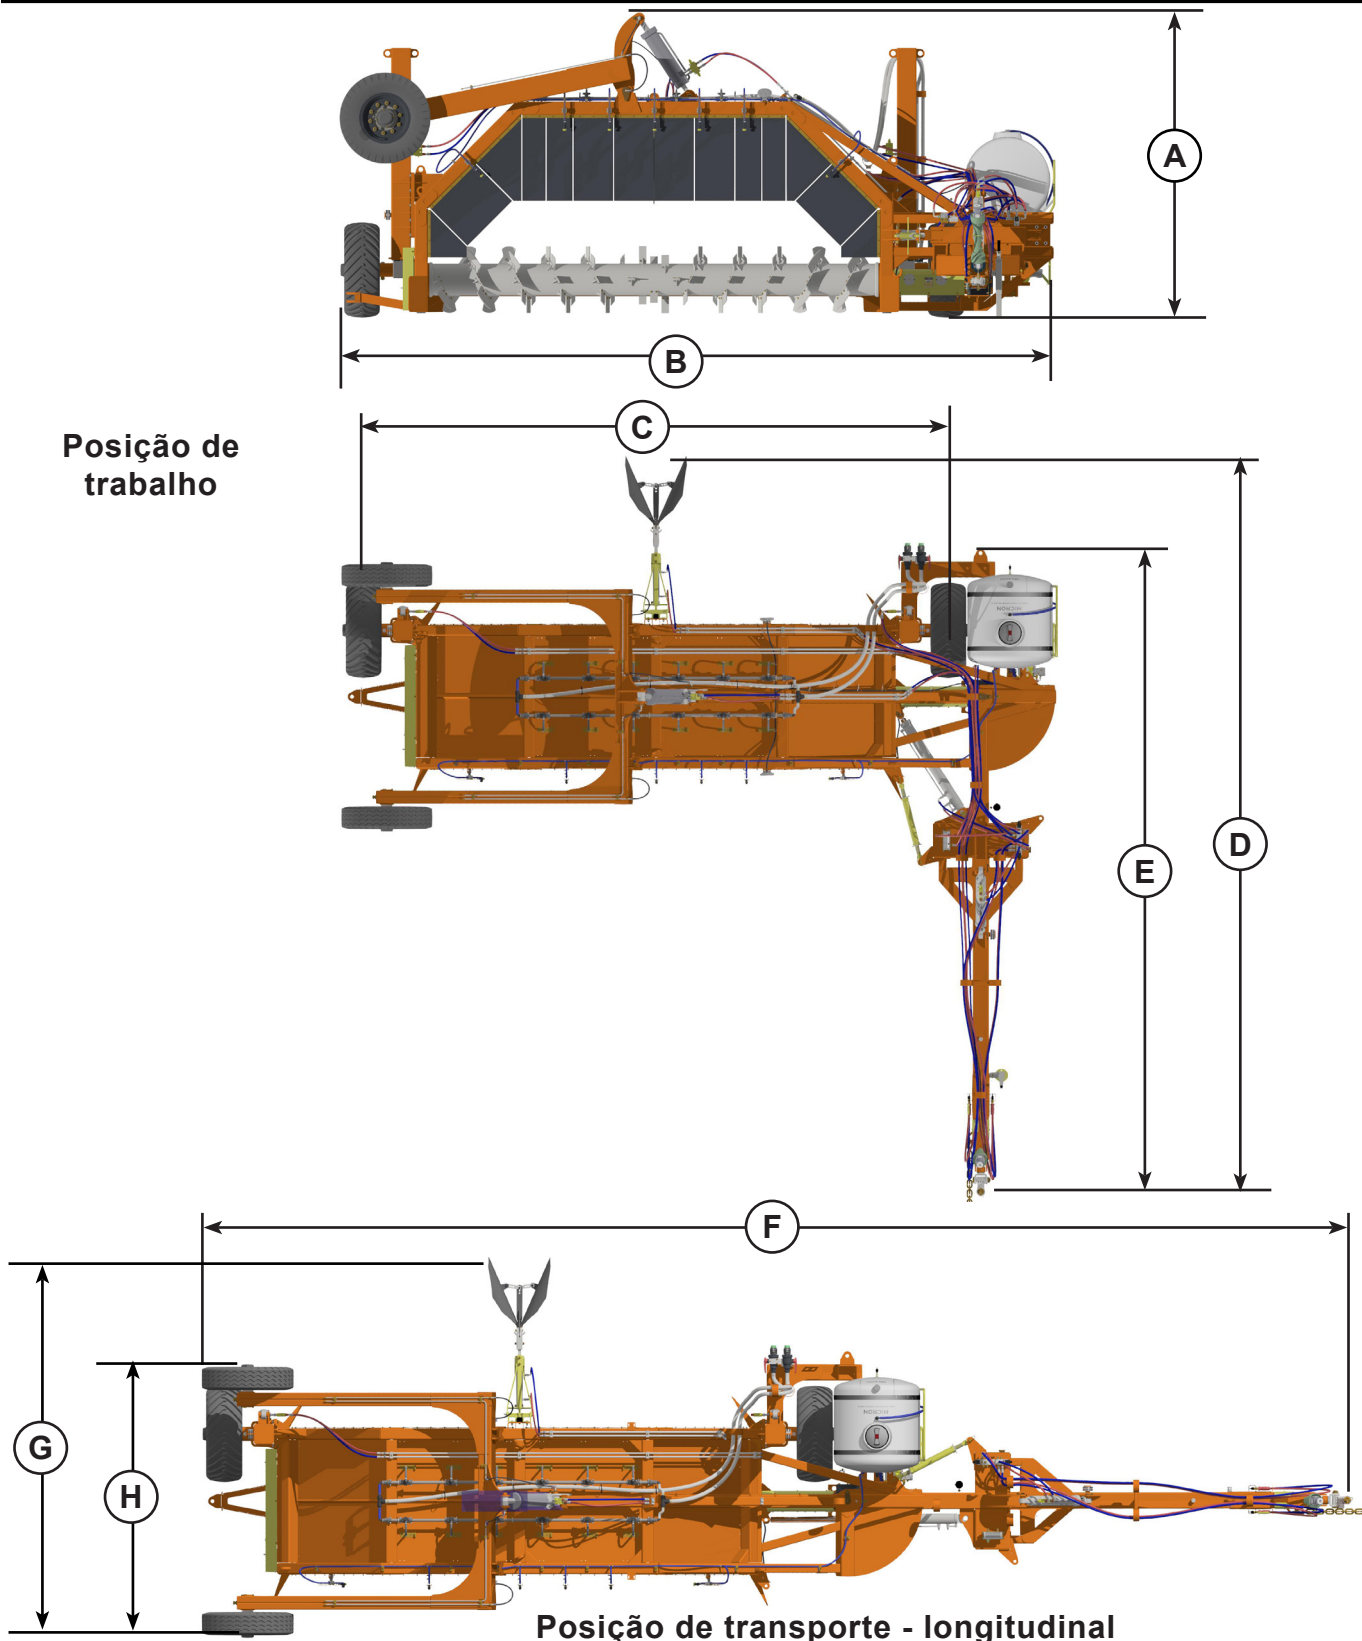 A
B
C
Posição de
trabalho
D
E
F
G
H
Posição de transporte - longitudinal